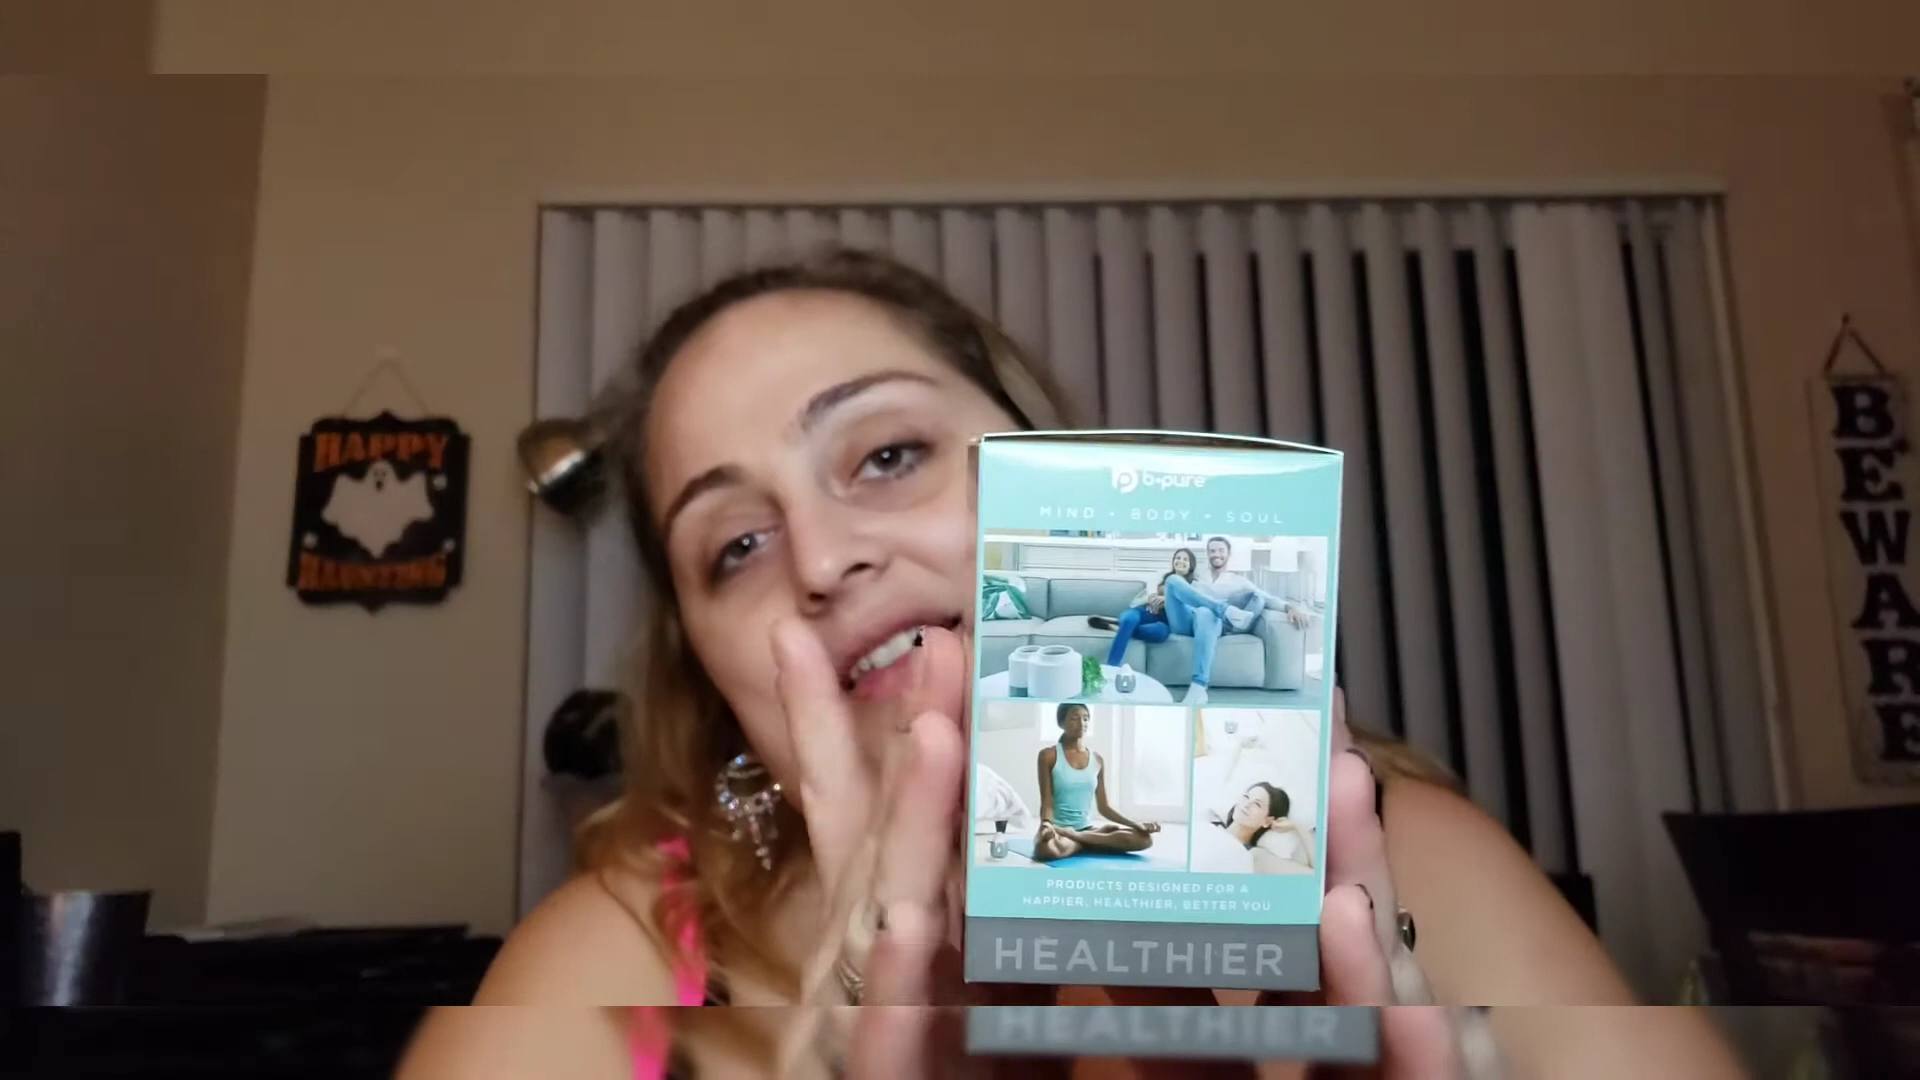 HAPPY
HAUNTING
b•pure
MIND • BODY • SOUL
PRODUCTS DESIGNED FOR A
HAPPIER, HEALTHIER, BETTER YOU
HEALTHIER
HEALTHIER
BEWARE